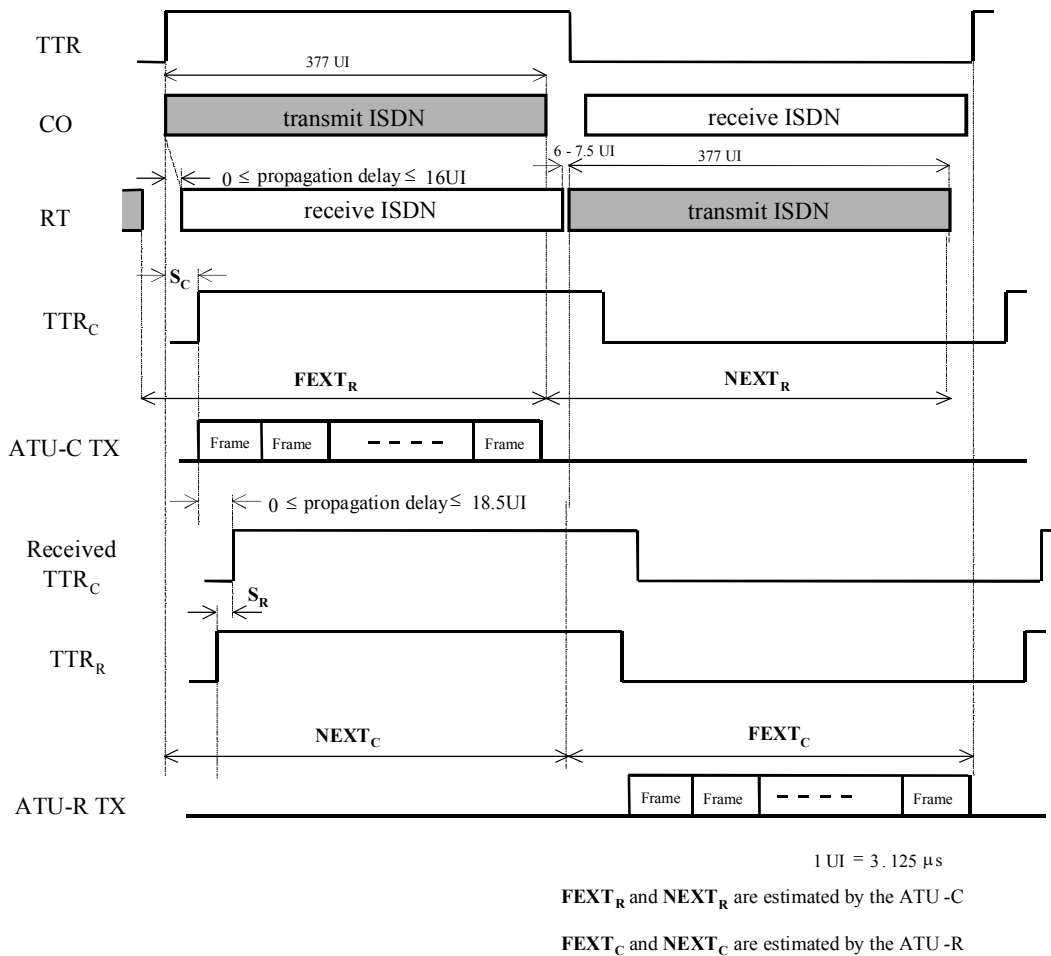 TTR
377 UI
CO
transmit ISDN
receive ISDN
6 - 7.5 UI
377 UI
0 ≤ propagation delay ≤ 16UI
RT
receive ISDN
transmit ISDN
S_C
TTR_C
FEXT_R
NEXT_R
ATU-C TX
Frame Frame – – – – Frame
0 ≤ propagation delay ≤ 18.5UI
Received
TTR_C
S_R
TTR_R
NEXT_C
FEXT_C
ATU-R TX
Frame Frame – – – – Frame
1 UI = 3.125 µs
FEXT_R and NEXT_R are estimated by the ATU-C
FEXT_C and NEXT_C are estimated by the ATU-R